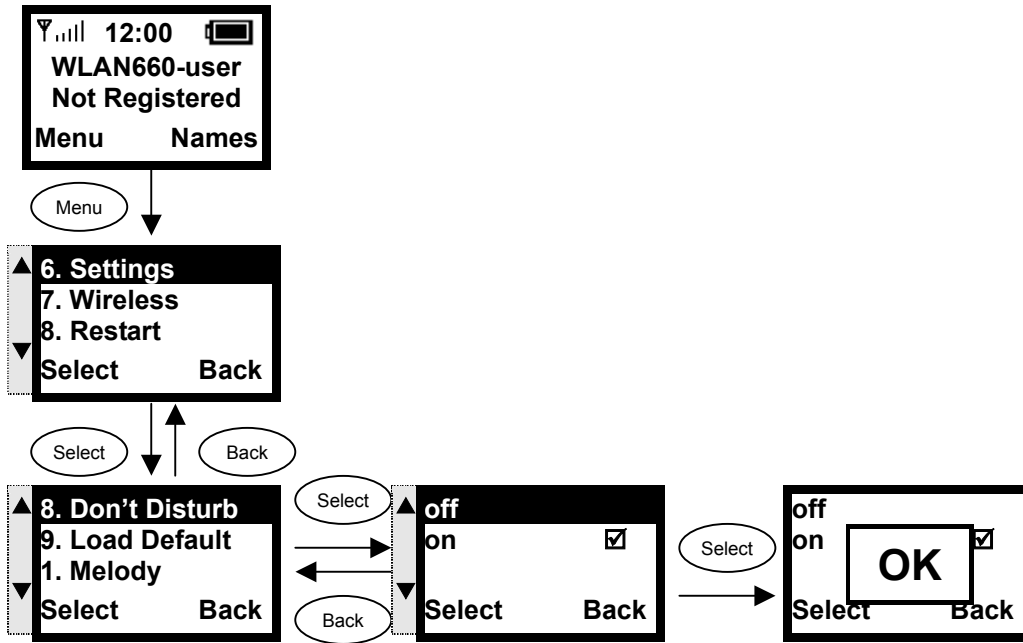 12:00
WLAN660-user
Not Registered
Menu Names
Menu
6. Settings
7. Wireless
8. Restart
Select Back
Select
Back
8. Don't Disturb
9. Load Default
1. Melody
Select Back
Select
Back
off
on
Select Back
Select
off
on
OK
Select Back